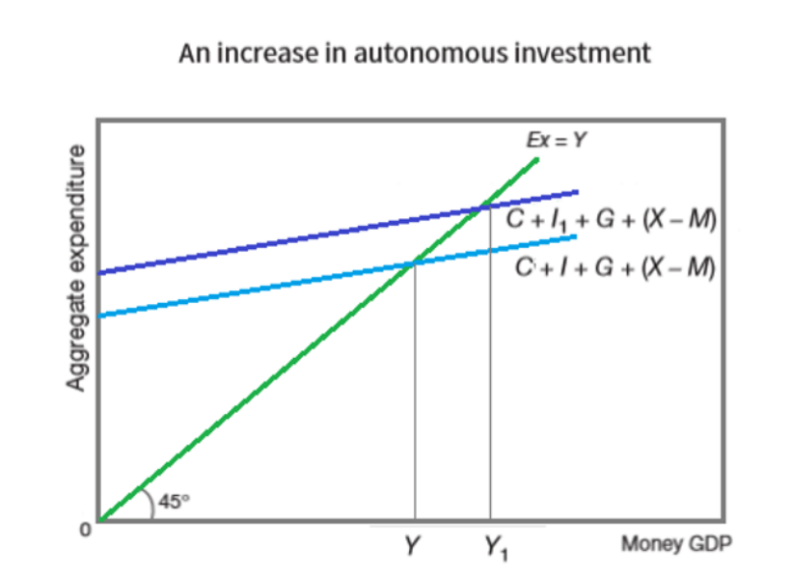 An increase in autonomous investment
Aggregate expenditure
Ex = Y
C + I₁ + G + (X – M)
C + I + G + (X – M)
45°
0
Y
Y₁
Money GDP